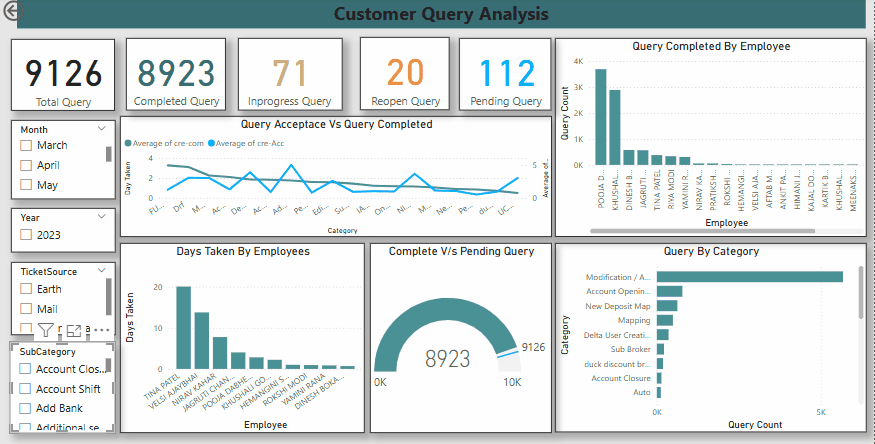 Customer Query Analysis
9126
Total Query
8923
Completed Query
71
Inprogress Query
20
Reopen Query
112
Pending Query
Query Completed By Employee
Query Count
4K
3K
2K
1K
0K
POOJA D...
KHUSHAL...
DINESH B...
JAGRUTI ...
TINA PATEL
RIYA MODI
YAMINI R...
NIRAV KA...
PRATIKSH...
ROKSHI ...
HEMANGI...
VELSI AJA...
AFTAB M...
ANKIT PA...
HIMANI J...
KAJAL DO...
KARTIK B...
KHUSHAL...
MEENAKS...
Employee
Month
March
April
May
Year
2023
TicketSource
Earth
Mail
SubCategory
Account Clos...
Account Shift
Add Bank
Additional se...
Query Acceptace Vs Query Completed
Average of cre-com
Average of cre-Acc
Day Taken
4
2
0
5
0
Average of...
FU...
Drf
M...
Ac...
De...
Ac...
Ad...
Pe...
Edi...
Su...
IA...
On...
NI...
M...
Ne...
Pe...
du...
UC...
Category
Days Taken By Employees
Days Taken
20
10
0
TINA PATEL
VELSI AJAYBHAI
NIRAV KAHAR
JAGRUTI CHAN...
POOJA DABHE...
KHUSHALI GO...
HEMANGINI S...
ROKSHI MODI
YAMINI RANA
DINESH BOKA...
Employee
Complete V/s Pending Query
9126
8923
0K
10K
Query By Category
Category
Modification / A...
Account Openin...
New Deposit Map
Mapping
Delta User Creati...
Sub Broker
duck discount br...
Account Closure
Auto
0K
5K
Query Count